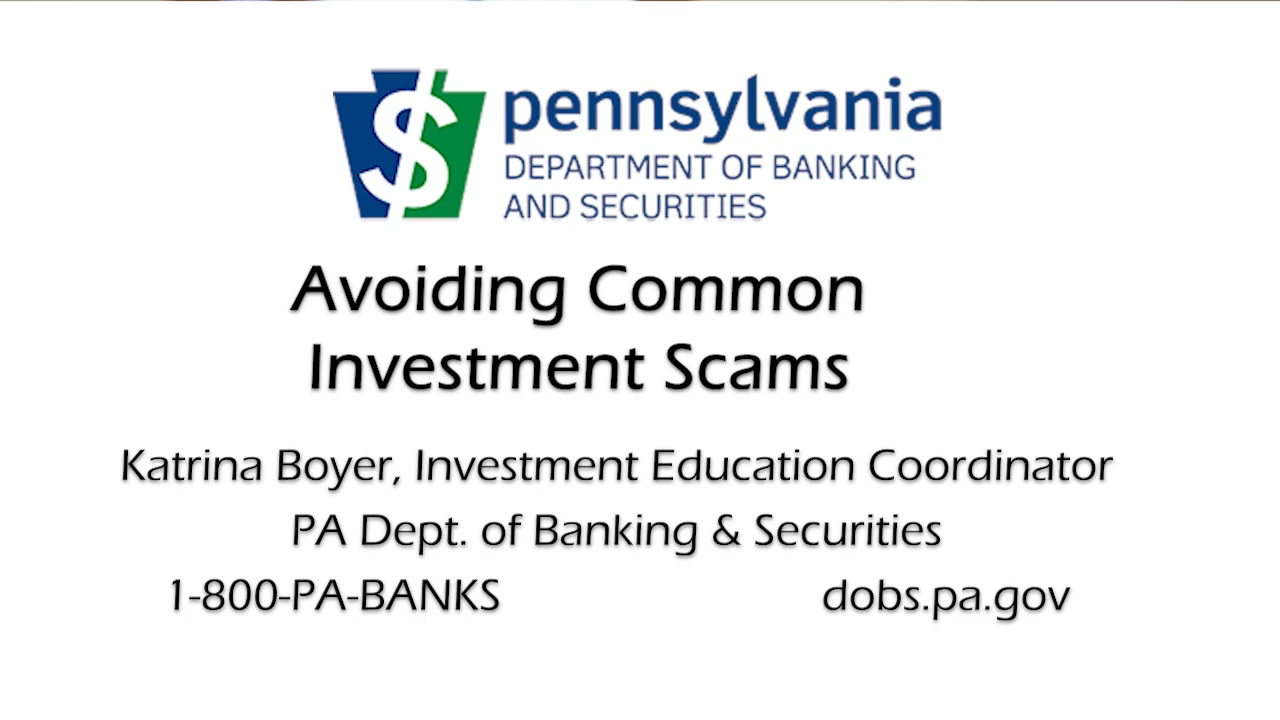 pennsylvania
DEPARTMENT OF BANKING
AND SECURITIES
Avoiding Common
Investment Scams
Katrina Boyer, Investment Education Coordinator
PA Dept. of Banking & Securities
1-800-PA-BANKS dobs.pa.gov